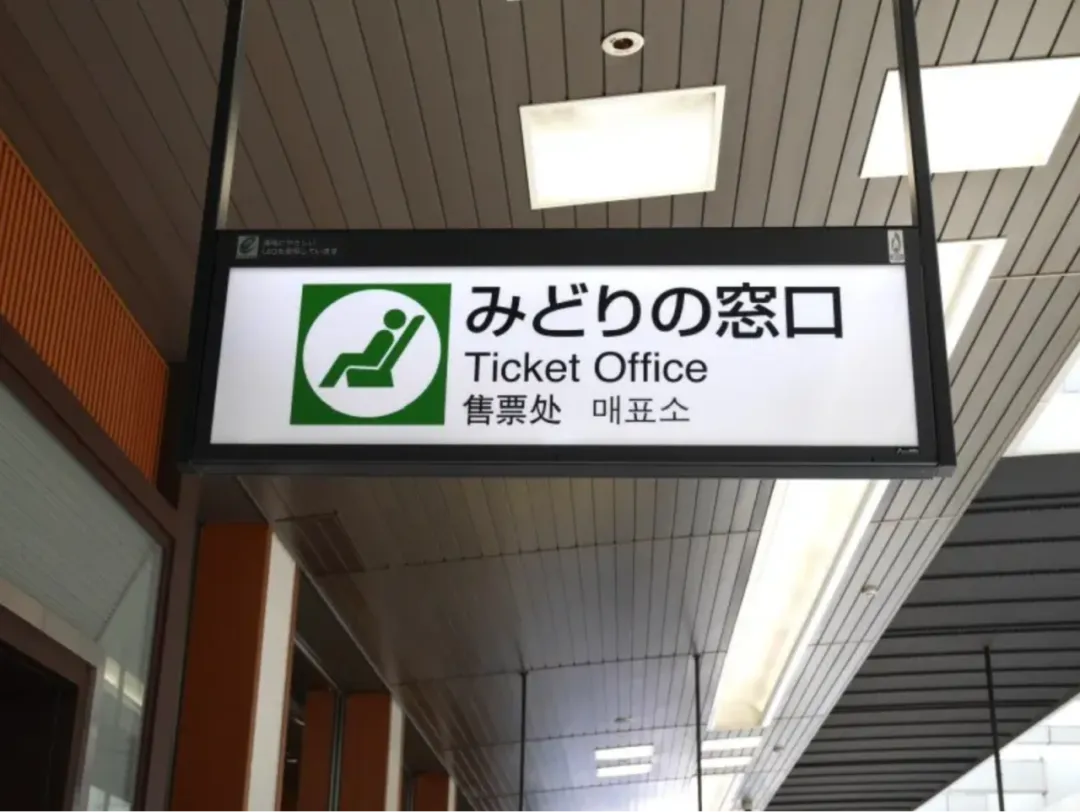 みどりの窓口
Ticket Office
售票处 매표소